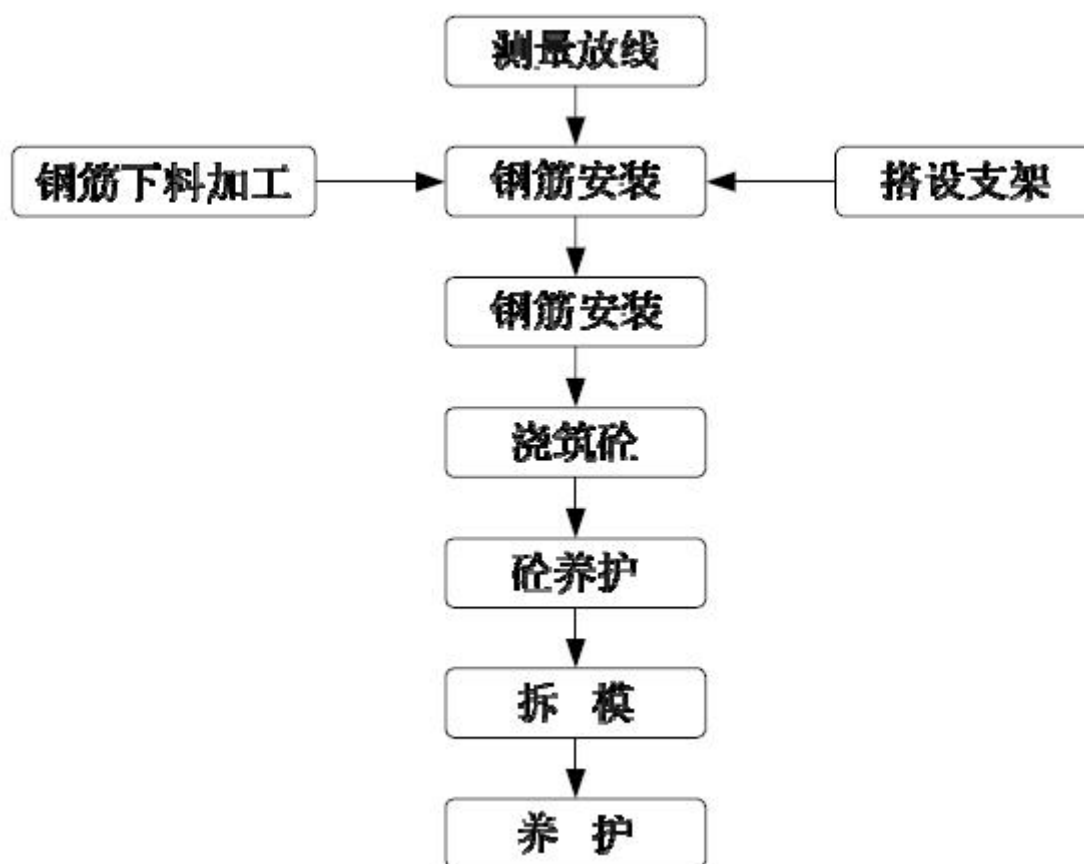 测量放线
钢筋下料加工
钢筋安装
搭设支架
钢筋安装
浇筑砼
砼养护
拆 模
养 护